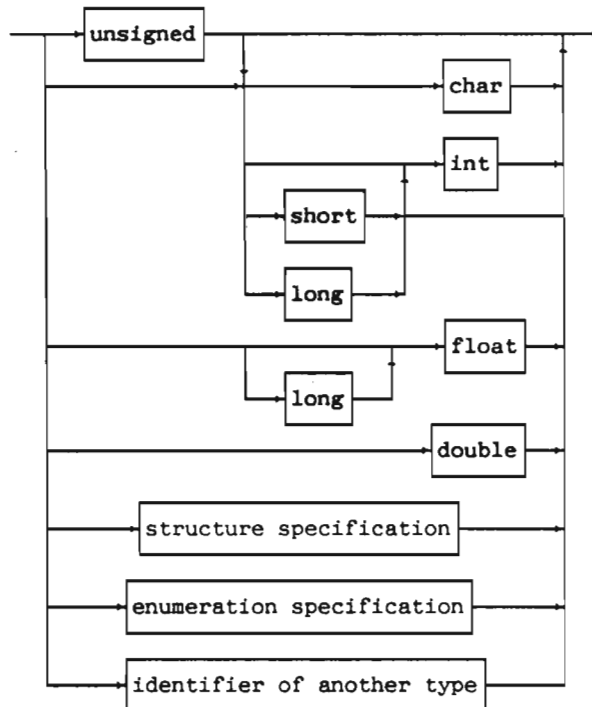 unsigned
char
int
short
long
float
long
double
structure specification
enumeration specification
identifier of another type